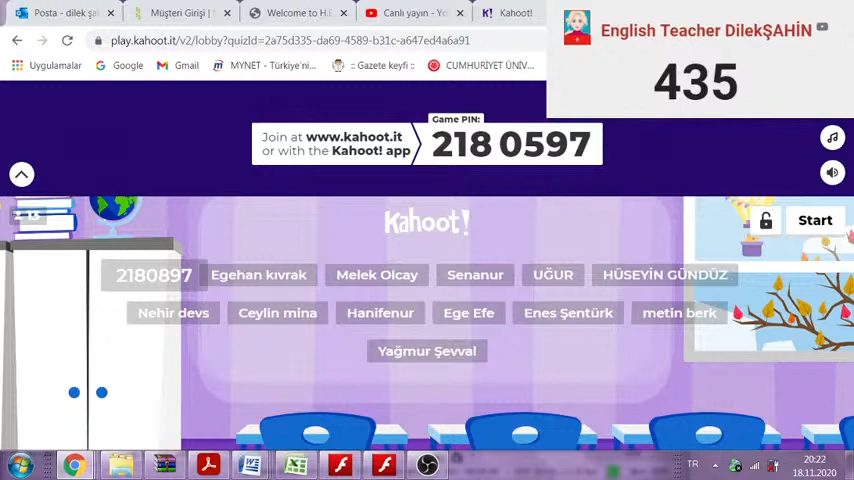 Posta - dilek şal
Müşteri Girişi | M
Welcome to H.E
Canlı yayın - Yo
Kahoot!
play.kahoot.it/v2/lobby?quizId=2a75d335-da69-4589-b31c-a647ed4a6a91
Uygulamalar
Google
Gmail
MYNET - Türkiye'ni...
:: Gazete keyfi ::
CUMHURİYET ÜNİV...
English Teacher DilekŞAHİN
435
Join at www.kahoot.it
or with the Kahoot! app
Game PIN:
218 0597
Kahoot!
Start
2180897 Egehan kıvrak Melek Olcay Senanur UĞUR HÜSEYİN GÜNDÜZ
Nehir devs Ceylin mina Hanifenur Ege Efe Enes Şentürk metin berk
Yağmur Şevval
TR
20:22
18.11.2020